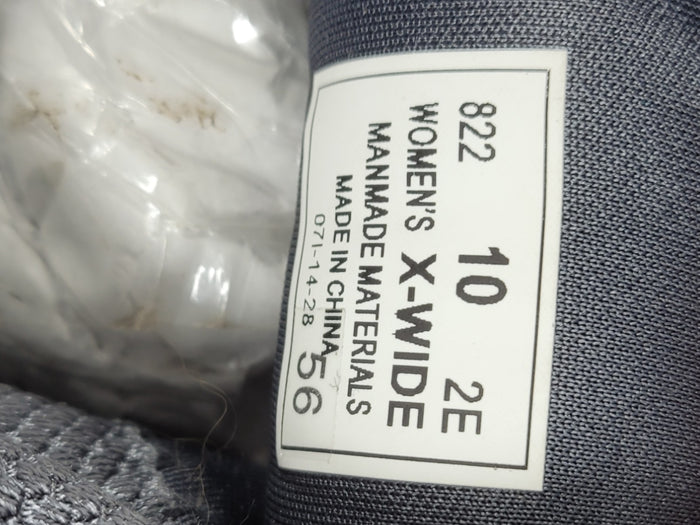 822 10 2E
WOMEN'S X-WIDE
MANMADE MATERIALS
MADE IN CHINA
071-14-28 56